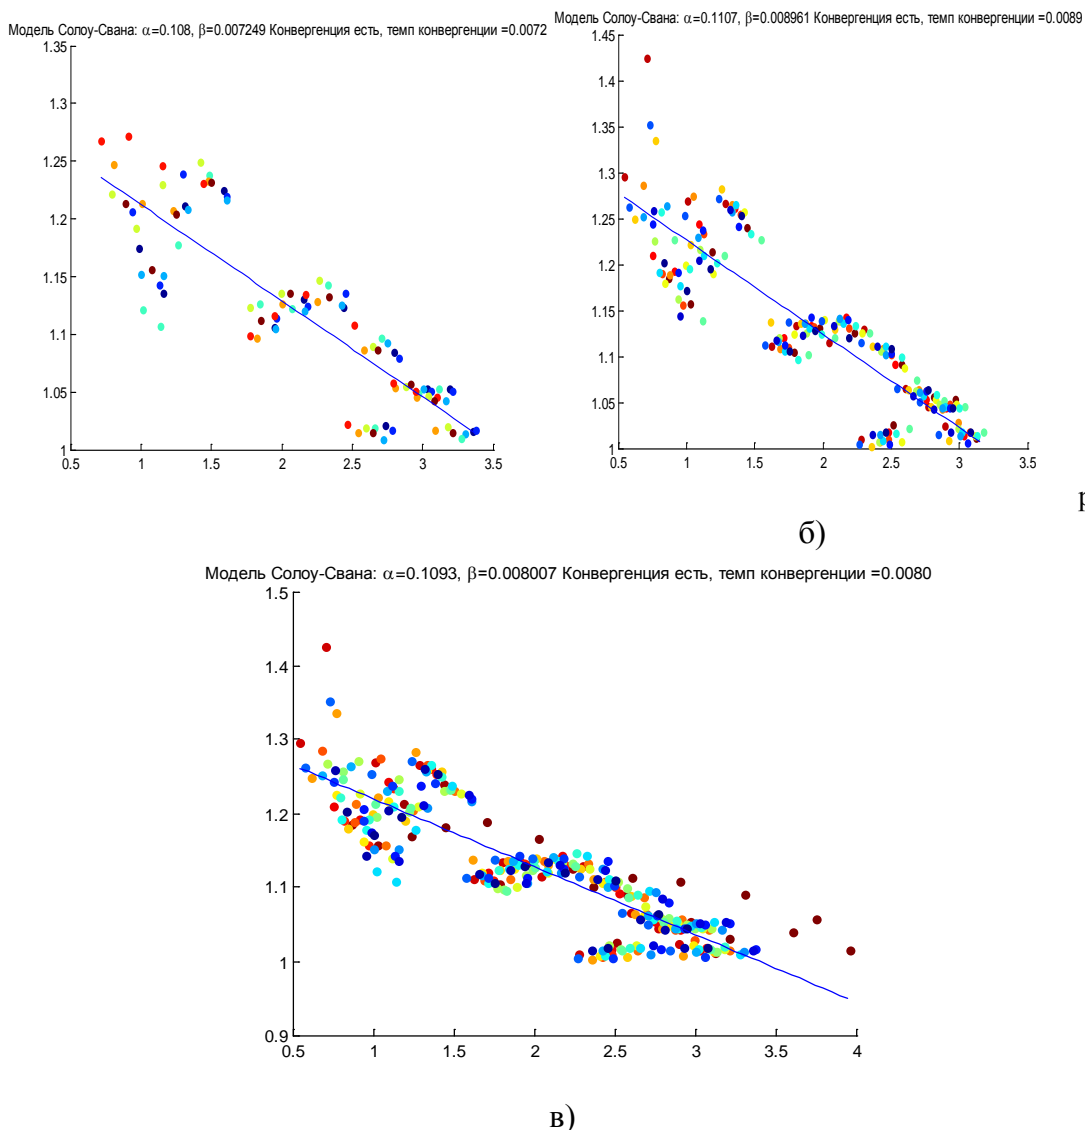 Модель Солоу-Свана: α=0.108, β=0.007249 Конвергенция есть, темп конвергенции =0.0072
1.35
1.3
1.25
1.2
1.15
1.1
1.05
1
0.5 1 1.5 2 2.5 3 3.5
Модель Солоу-Свана: α=0.1107, β=0.008961 Конвергенция есть, темп конвергенции =0.0089
1.45
1.4
1.35
1.3
1.25
1.2
1.15
1.1
1.05
1
0.5 1 1.5 2 2.5 3 3.5
р
б)
Модель Солоу-Свана: α=0.1093, β=0.008007 Конвергенция есть, темп конвергенции =0.0080
1.5
1.4
1.3
1.2
1.1
1
0.9
0.5 1 1.5 2 2.5 3 3.5 4
в)